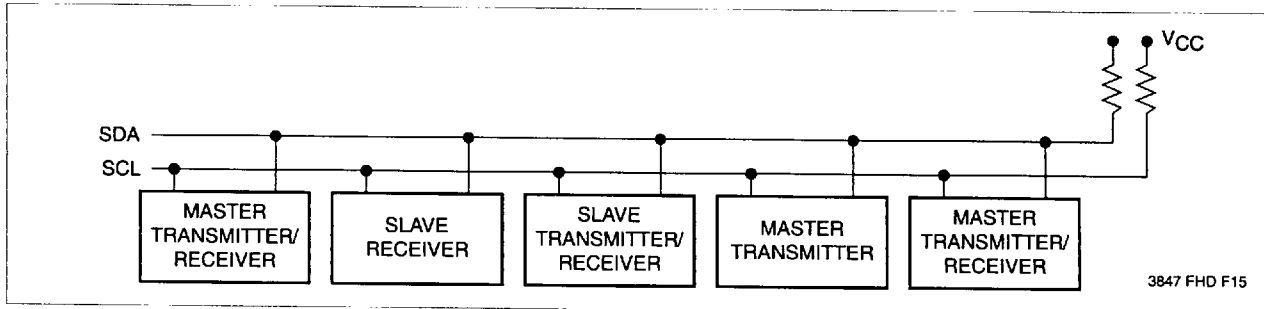 VCC
SDA
SCL
MASTER
TRANSMITTER/
RECEIVER
SLAVE
RECEIVER
SLAVE
TRANSMITTER/
RECEIVER
MASTER
TRANSMITTER
MASTER
TRANSMITTER/
RECEIVER
3847 FHD F15